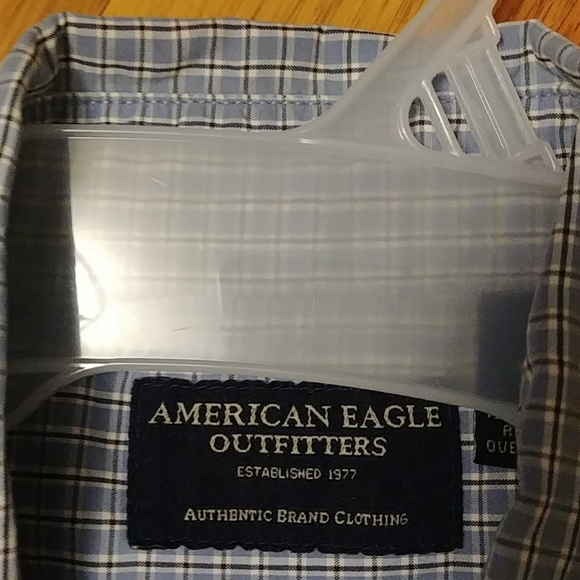 AMERICAN EAGLE
OUTFITTERS
ESTABLISHED 1977
AUTHENTIC BRAND CLOTHING